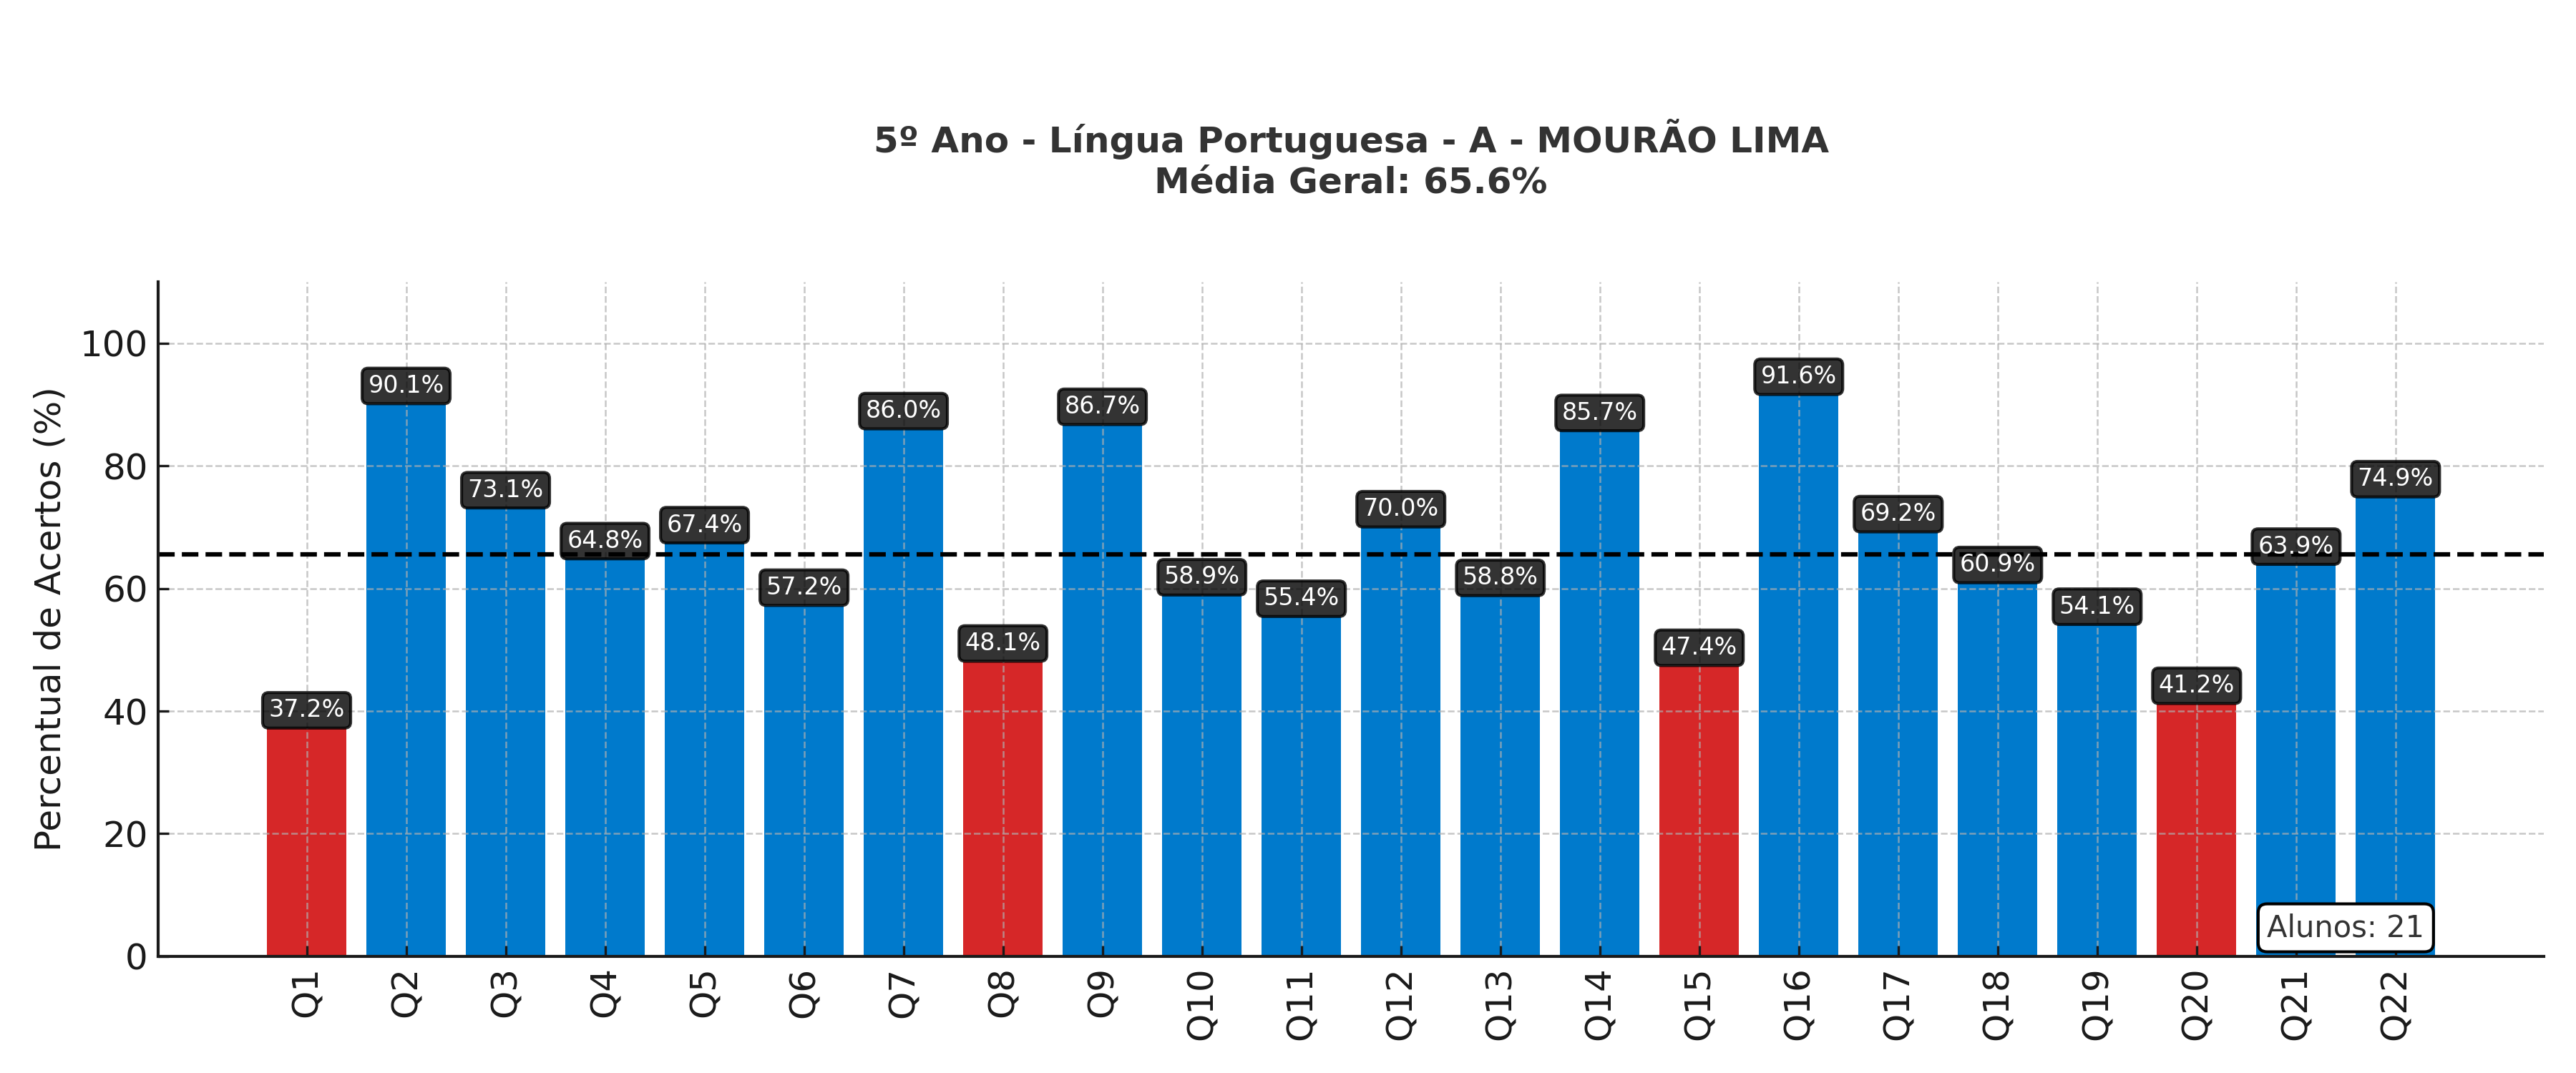 5º Ano - Língua Portuguesa - A - MOURÃO LIMA
Média Geral: 65.6%
Percentual de Acertos (%)
100
80
60
40
20
0
37.2%
90.1%
73.1%
64.8%
67.4%
57.2%
86.0%
48.1%
86.7%
58.9%
55.4%
70.0%
58.8%
85.7%
47.4%
91.6%
69.2%
60.9%
54.1%
41.2%
63.9%
74.9%
Alunos: 21
Q1
Q2
Q3
Q4
Q5
Q6
Q7
Q8
Q9
Q10
Q11
Q12
Q13
Q14
Q15
Q16
Q17
Q18
Q19
Q20
Q21
Q22